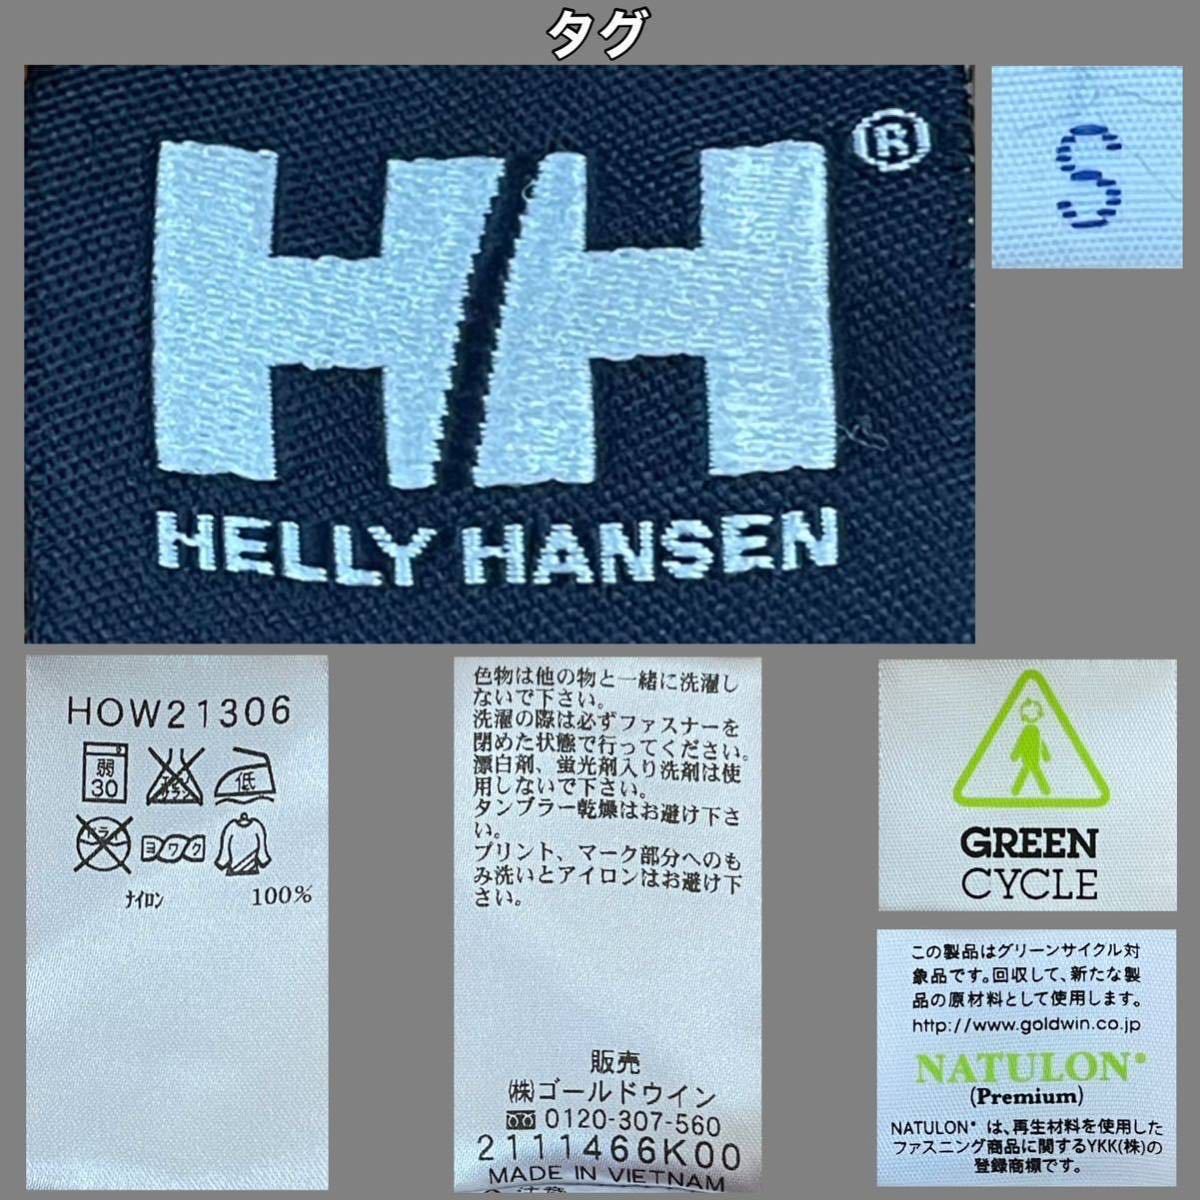 タグ
HH®
HELLY HANSEN
S
HOW21306
弱
30
低
ヨワク
ナイロン 100%
色物は他の物と一緒に洗濯し
ないで下さい。
洗濯の際は必ずファスナーを
閉めた状態で行ってください。
漂白剤、蛍光剤入り洗剤は使
用しないで下さい。
タンブラー乾燥はお避け下さ
い。
プリント、マーク部分へのも
み洗いとアイロンはお避け下
さい。
販売
(株)ゴールドウイン
0120-307-560
2111466K00
MADE IN VIETNAM
GREEN
CYCLE
この製品はグリーンサイクル対
象品です。回収して、新たな製
品の原材料として使用します。
http://www.goldwin.co.jp
NATULON®
(Premium)
NATULON® は、再生材料を使用した
ファスニング商品に関するYKK(株)の
登録商標です。